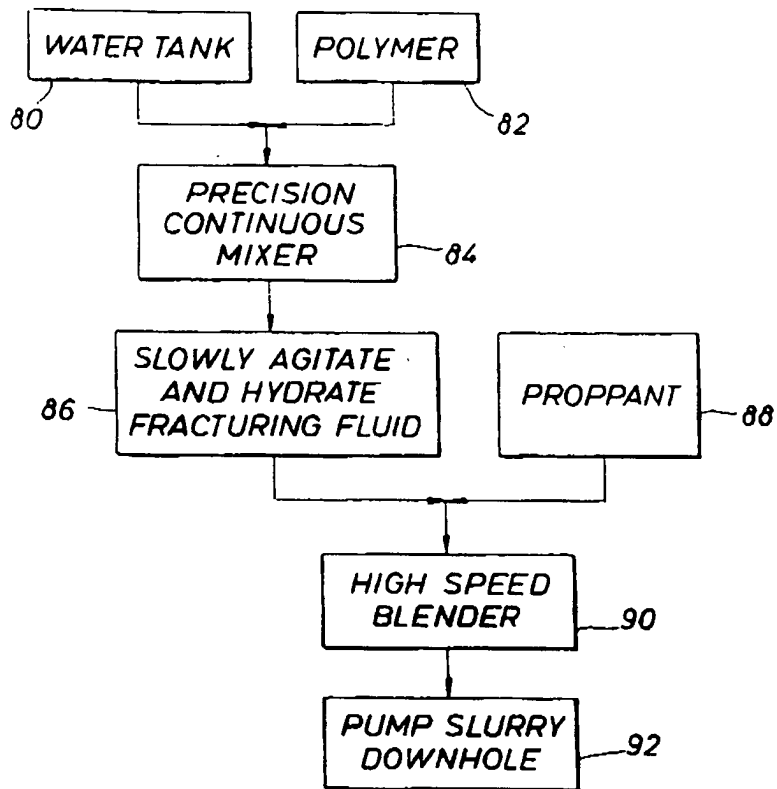 WATER TANK
POLYMER
80
82
PRECISION
CONTINUOUS
MIXER
84
SLOWLY AGITATE
AND HYDRATE
FRACTURING FLUID
86
PROPPANT
88
HIGH SPEED
BLENDER
90
PUMP SLURRY
DOWNHOLE
92